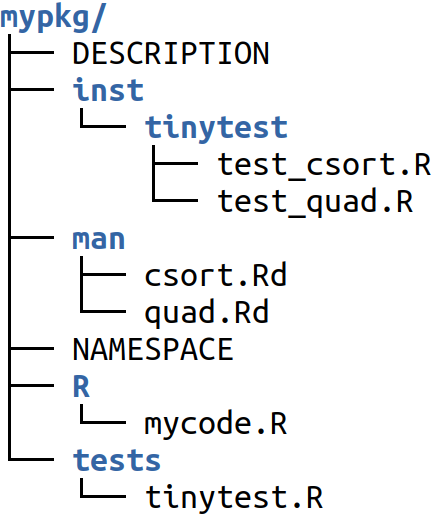 mypkg/
DESCRIPTION
inst
tinytest
test_csort.R
test_quad.R
man
csort.Rd
quad.Rd
NAMESPACE
R
mycode.R
tests
tinytest.R